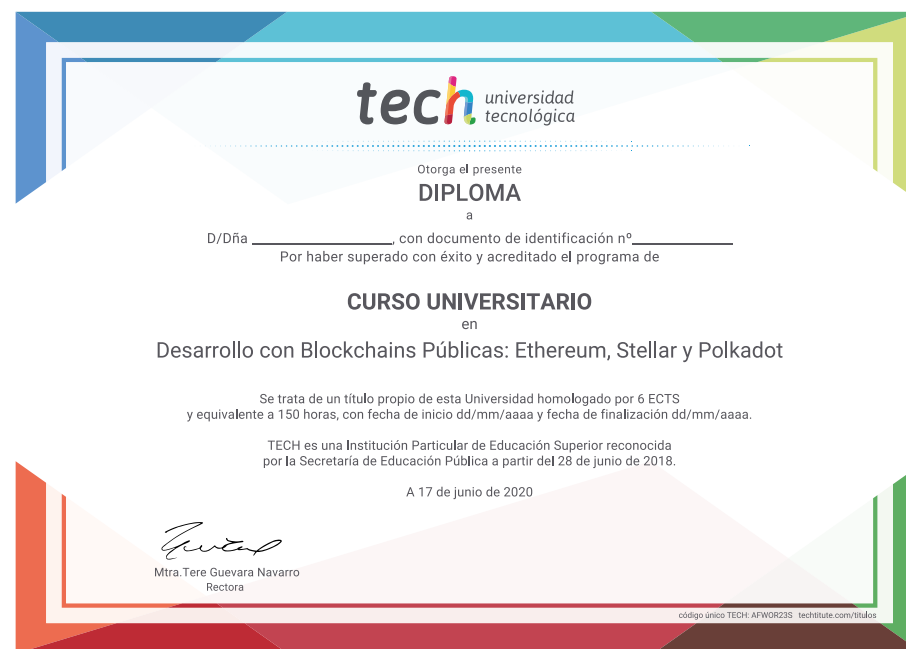 tech universidad
tecnológica
Otorga el presente
DIPLOMA
a
D/Dña ____________________, con documento de identificación nº______________
Por haber superado con éxito y acreditado el programa de
CURSO UNIVERSITARIO
en
Desarrollo con Blockchains Públicas: Ethereum, Stellar y Polkadot
Se trata de un título propio de esta Universidad homologado por 6 ECTS
y equivalente a 150 horas, con fecha de inicio dd/mm/aaaa y fecha de finalización dd/mm/aaaa.
TECH es una Institución Particular de Educación Superior reconocida
por la Secretaría de Educación Pública a partir del 28 de junio de 2018.
A 17 de junio de 2020
Mtra.Tere Guevara Navarro
Rectora
código único TECH: AFWOR23S techtitute.com/titulos